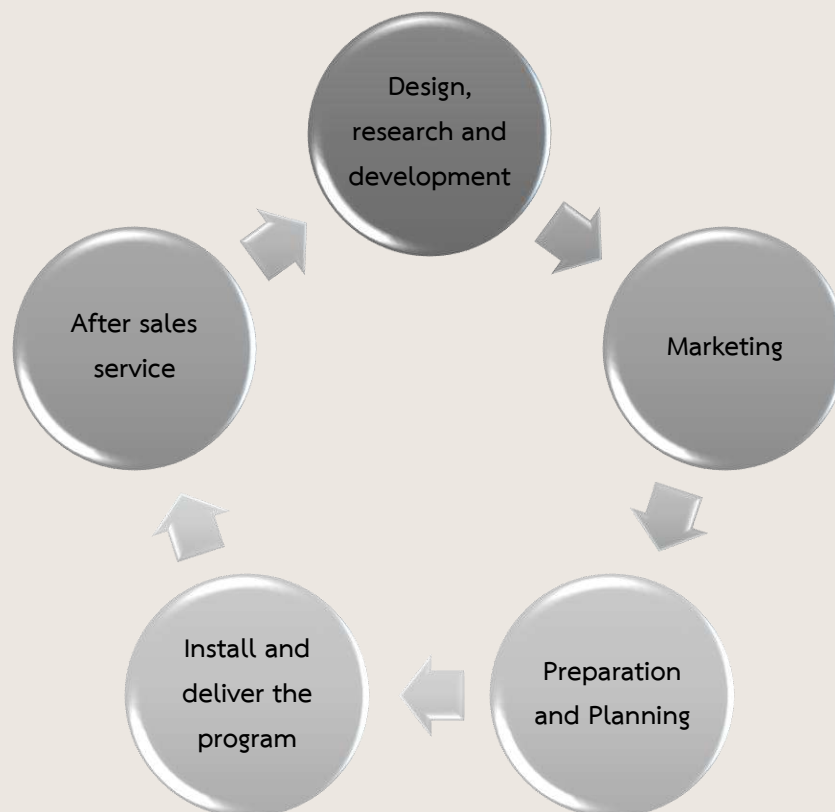 Design,
research and
development
Marketing
Preparation
and Planning
Install and
deliver the
program
After sales
service